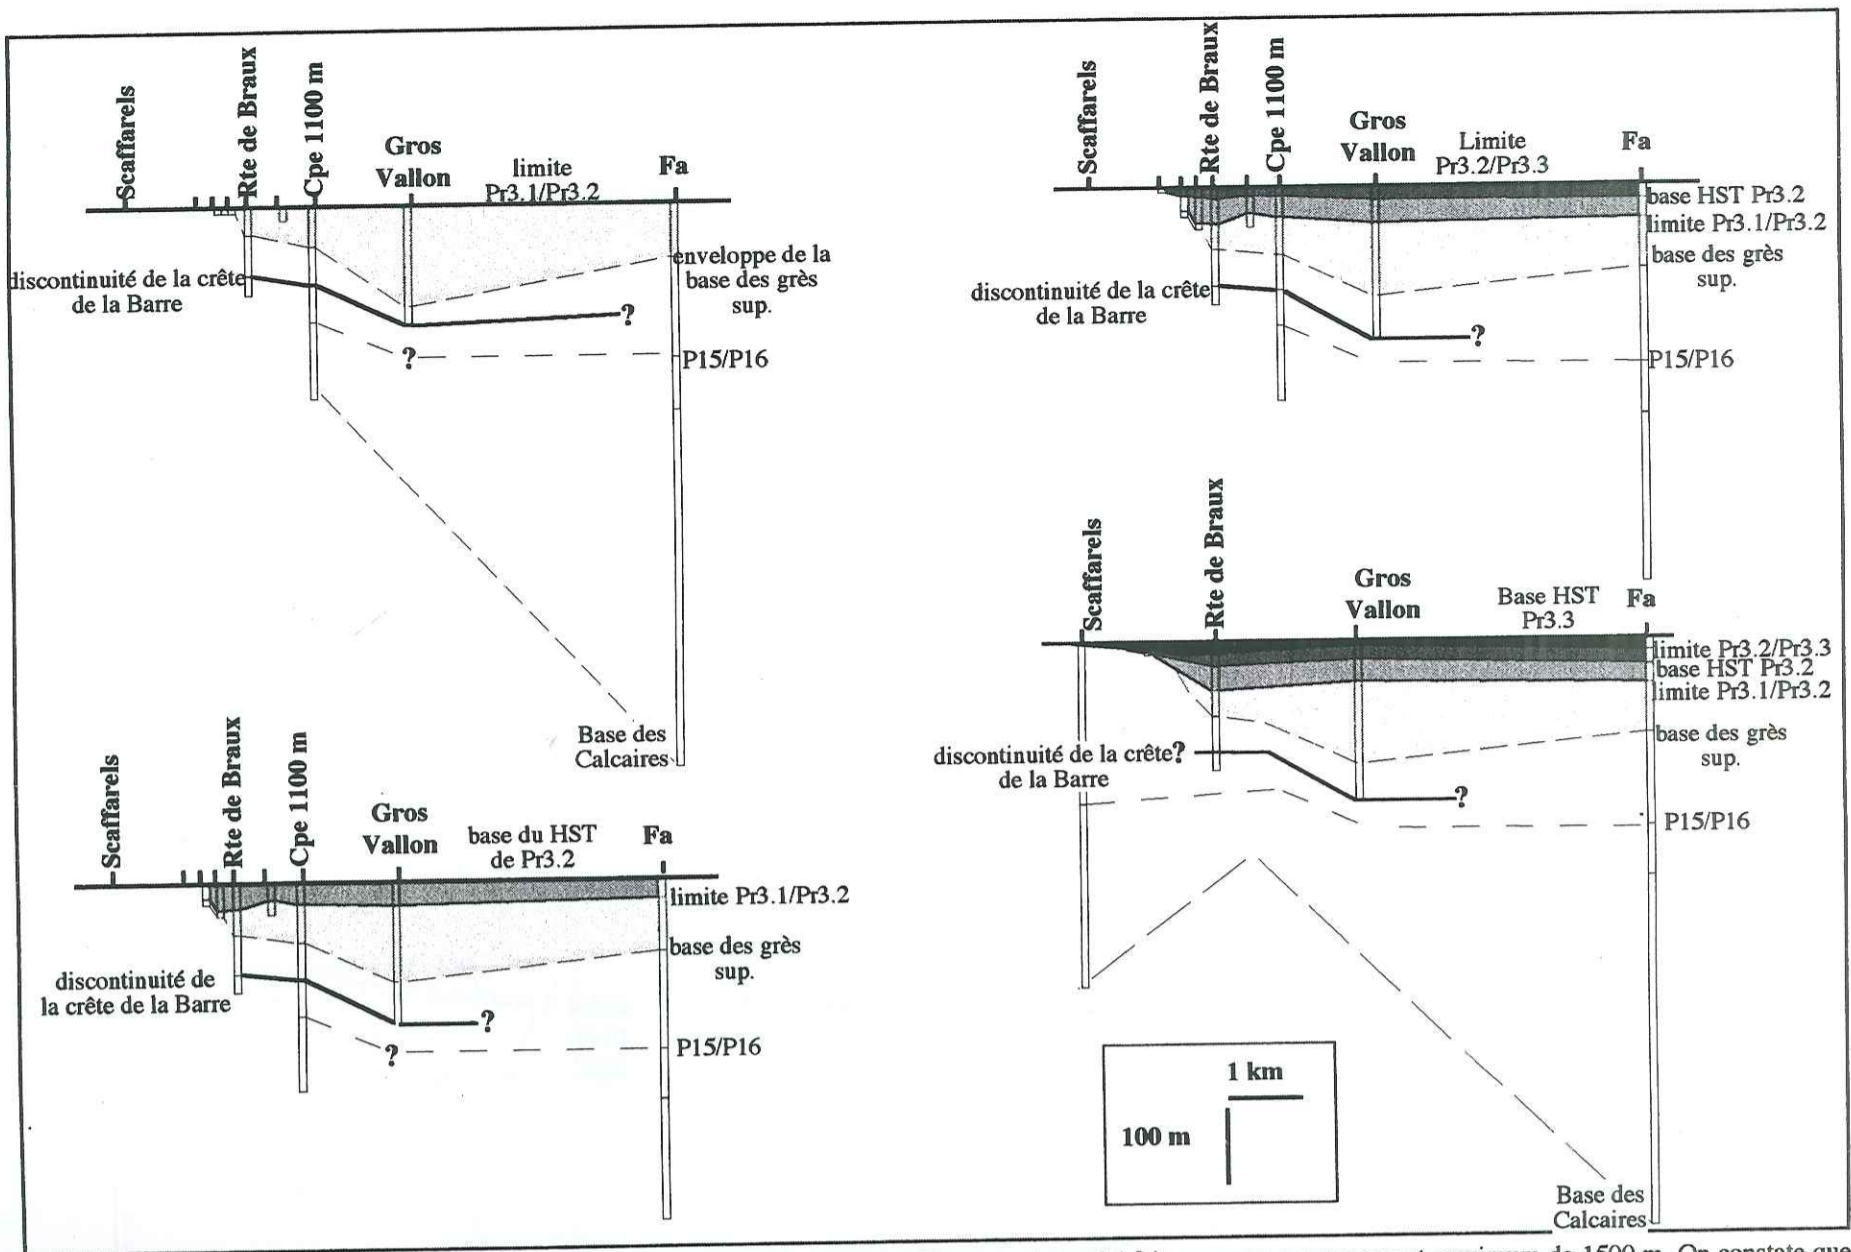 Scaffarels
Rte de Braux
Cpe 1100 m
Gros
Vallon
limite
Pr3.1/Pr3.2
Fa
discontinuité de la crête
de la Barre
enveloppe de la
base des grès
sup.
?
?
P15/P16
Base des
Calcaires
Scaffarels
Rte de Braux
Cpe 1100 m
Gros
Vallon
Limite
Pr3.2/Pr3.3
Fa
base HST Pr3.2
limite Pr3.1/Pr3.2
base des grès
sup.
discontinuité de la crête
de la Barre
?
P15/P16
Scaffarels
Rte de Braux
Cpe 1100 m
Gros
Vallon
base du HST
de Pr3.2
Fa
limite Pr3.1/Pr3.2
base des grès
sup.
discontinuité de
la crête de la Barre
?
?
P15/P16
Scaffarels
Rte de Braux
Gros
Vallon
Base HST
Pr3.3
Fa
limite Pr3.2/Pr3.3
base HST Pr3.2
limite Pr3.1/Pr3.2
base des grès
sup.
discontinuité de la crête?
de la Barre
?
P15/P16
Base des
Calcaires
1 km
100 m
maximum de 1500 m. On constate que